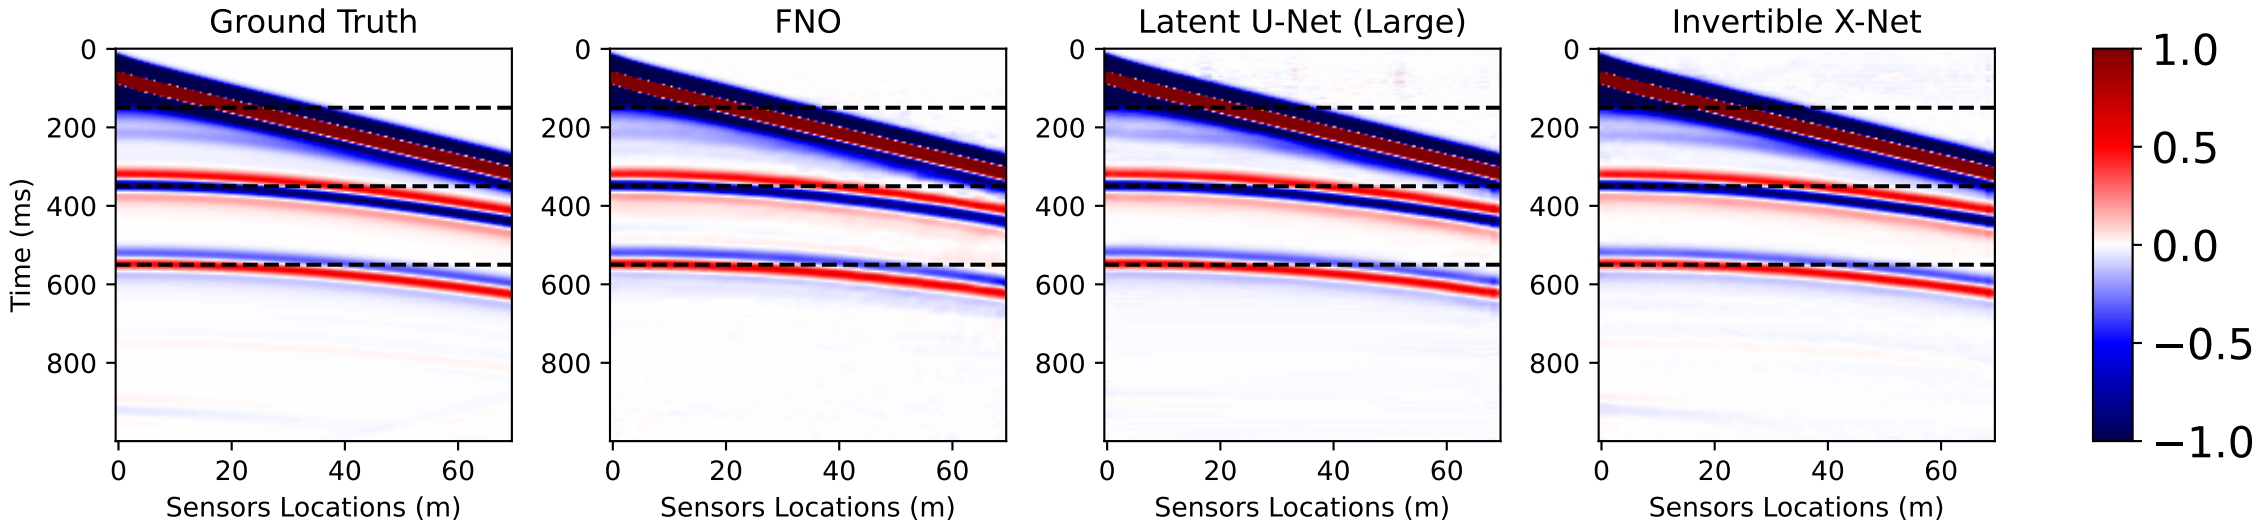 Ground Truth
FNO
Latent U-Net (Large)
Invertible X-Net
0
200
400
600
800
Time (ms)
0 20 40 60
Sensors Locations (m)
0
200
400
600
800
0 20 40 60
Sensors Locations (m)
0
200
400
600
800
0 20 40 60
Sensors Locations (m)
0
200
400
600
800
0 20 40 60
Sensors Locations (m)
1.0
0.5
0.0
−0.5
−1.0